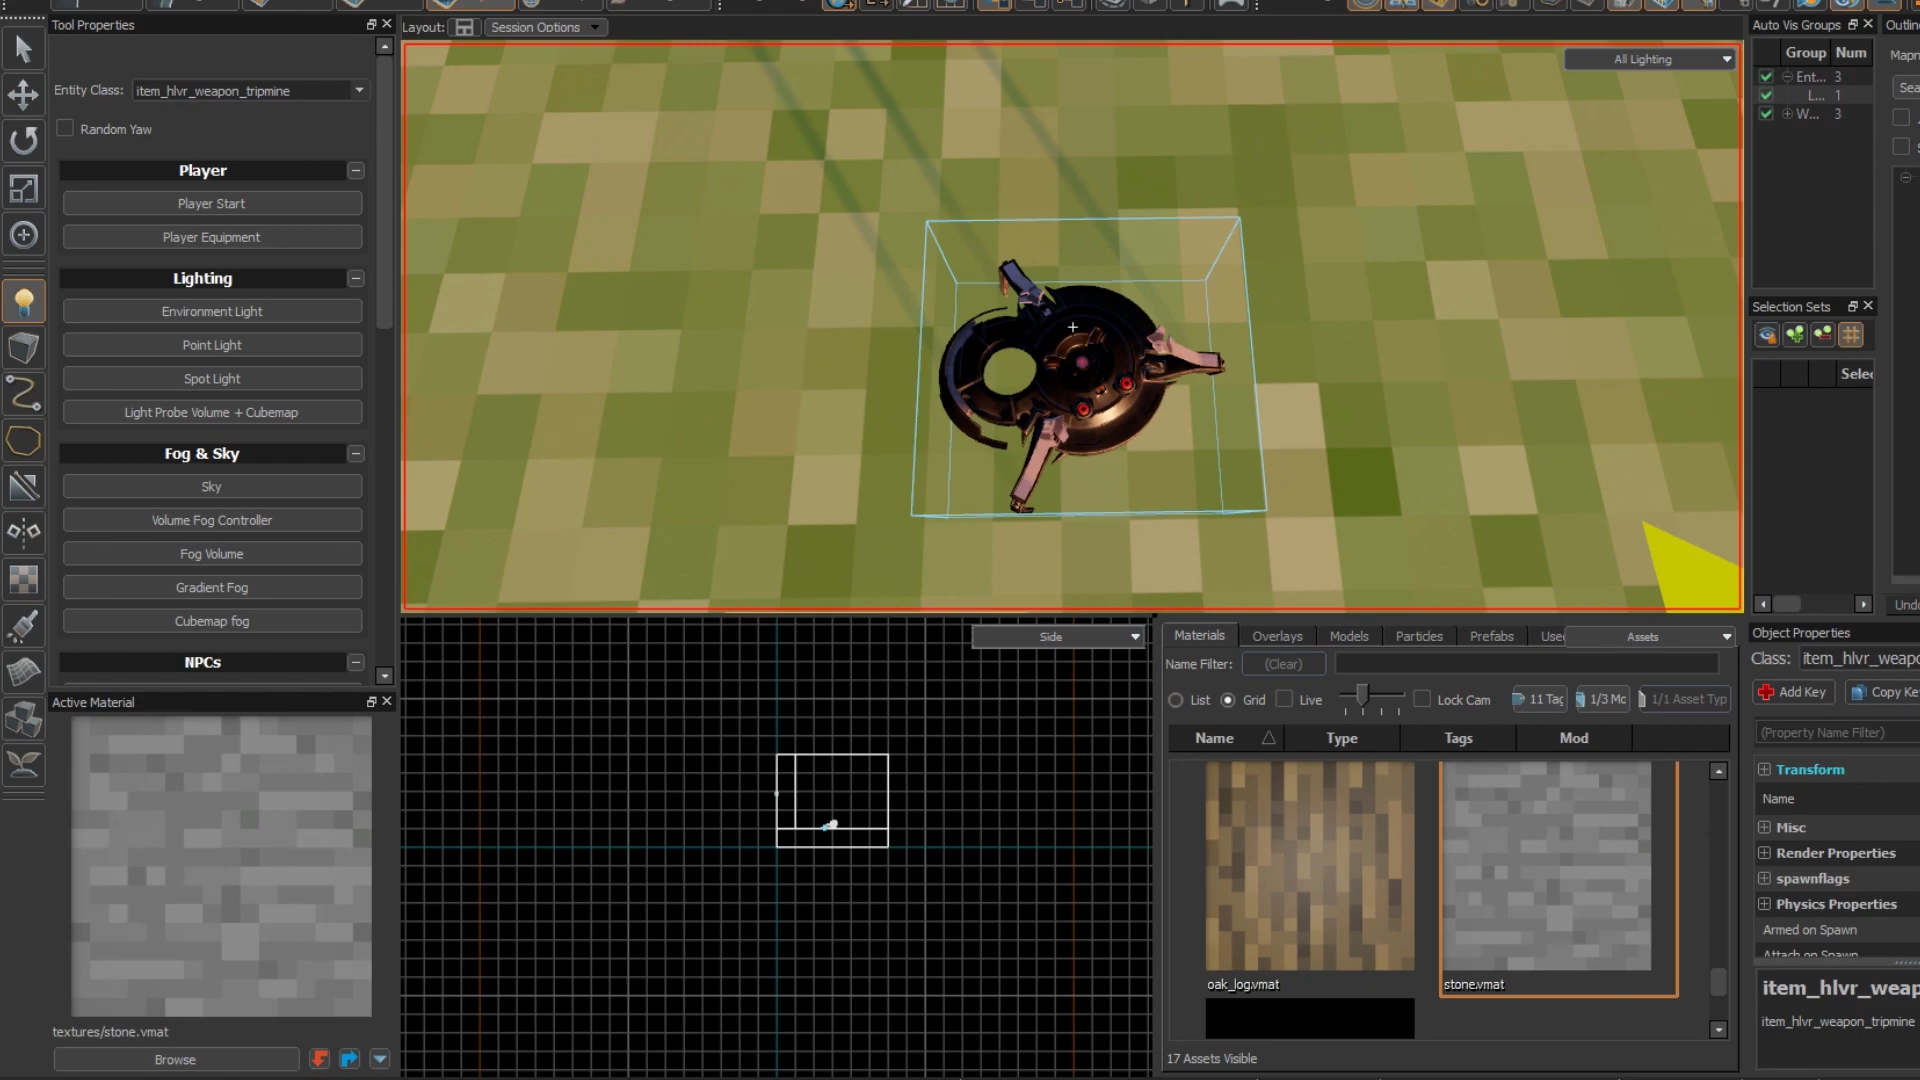 Tool Properties
Layout:
Session Options
Auto Vis Groups
Outlin
Entity Class:
item_hlvr_weapon_tripmine
Random Yaw
Player
Player Start
Player Equipment
Lighting
Environment Light
Point Light
Spot Light
Light Probe Volume + Cubemap
Fog & Sky
Sky
Volume Fog Controller
Fog Volume
Gradient Fog
Cubemap fog
NPCs
All Lighting
Group
Num
Ent...
3
L...
1
W...
3
Mapn
Sea
Selection Sets
Selec
Undo
Active Material
textures/stone.vmat
Browse
Side
Materials
Overlays
Models
Particles
Prefabs
Use
Assets
Name Filter:
(Clear)
List
Grid
Live
Lock Cam
11 Tag
1/3 Mc
1/1 Asset Typ
Name
Type
Tags
Mod
oak_log.vmat
stone.vmat
17 Assets Visible
Object Properties
Class:
item_hlvr_weapo
Add Key
Copy Key
(Property Name Filter)
Transform
Name
Misc
Render Properties
spawnflags
Physics Properties
Armed on Spawn
Attach on Spawn
item_hlvr_weap
item_hlvr_weapon_tripmine